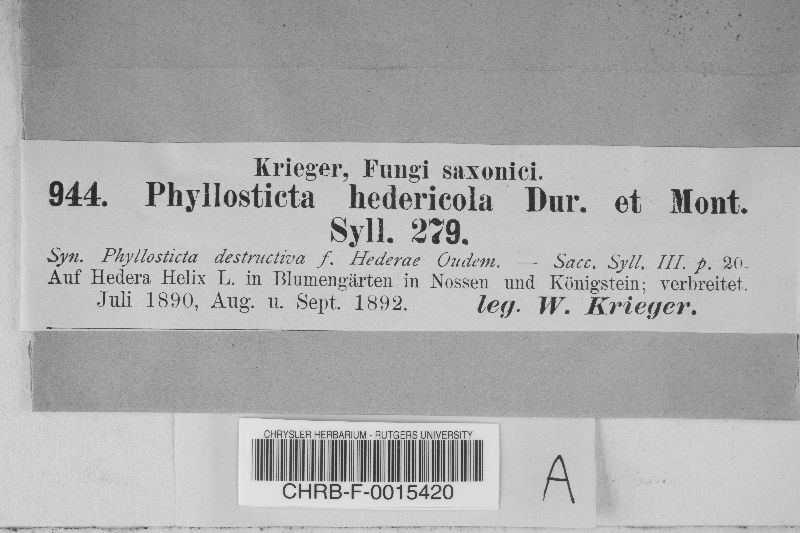 Krieger, Fungi saxonici.
944. Phyllosticta hedericola Dur. et Mont.
Syll. 279.
Syn. Phyllosticta destructiva f. Hederae Oudem. — Sacc. Syll. III. p. 20.
Auf Hedera Helix L. in Blumengärten in Nossen und Königstein; verbreitet.
Juli 1890, Aug. u. Sept. 1892. leg. W. Krieger.
CHRYSLER HERBARIUM - RUTGERS UNIVERSITY
CHRB-F-0015420
A